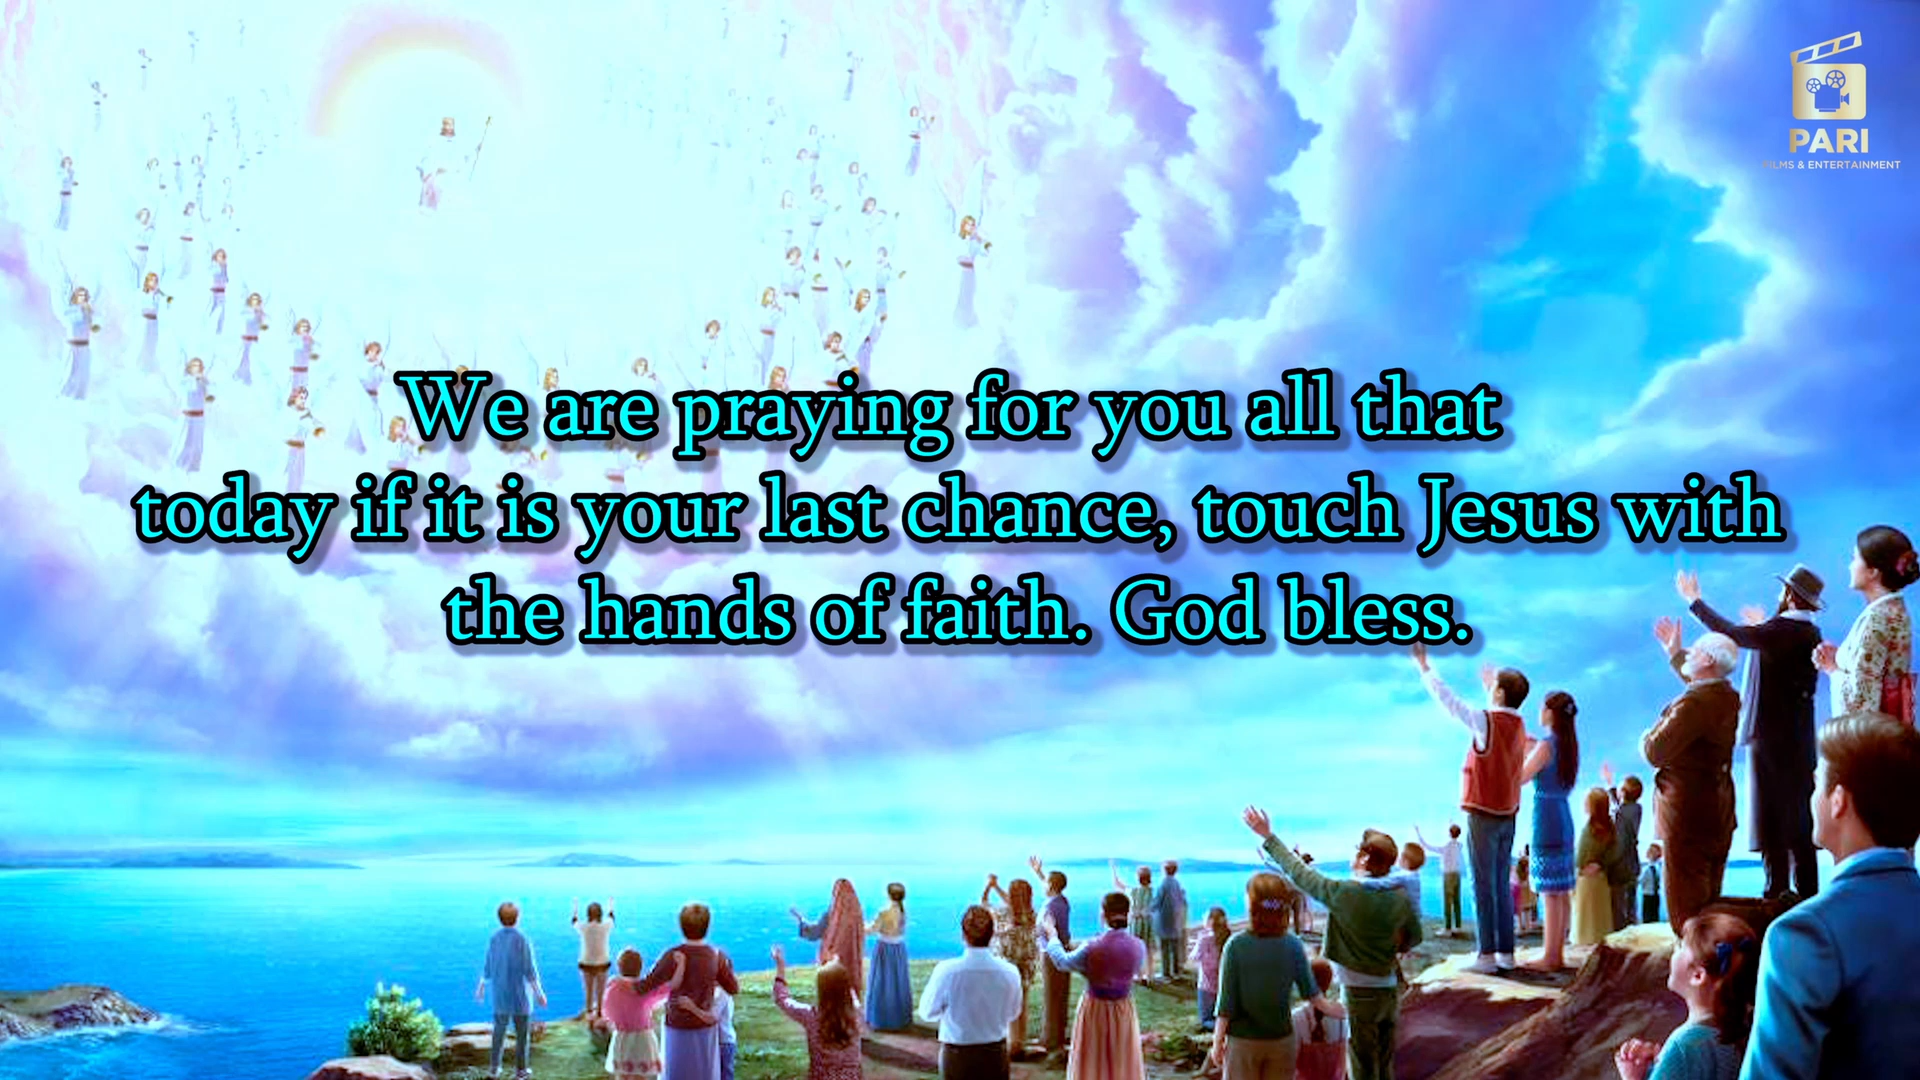 PARI
FILMS & ENTERTAINMENT
We are praying for you all that
today if it is your last chance, touch Jesus with
the hands of faith. God bless.